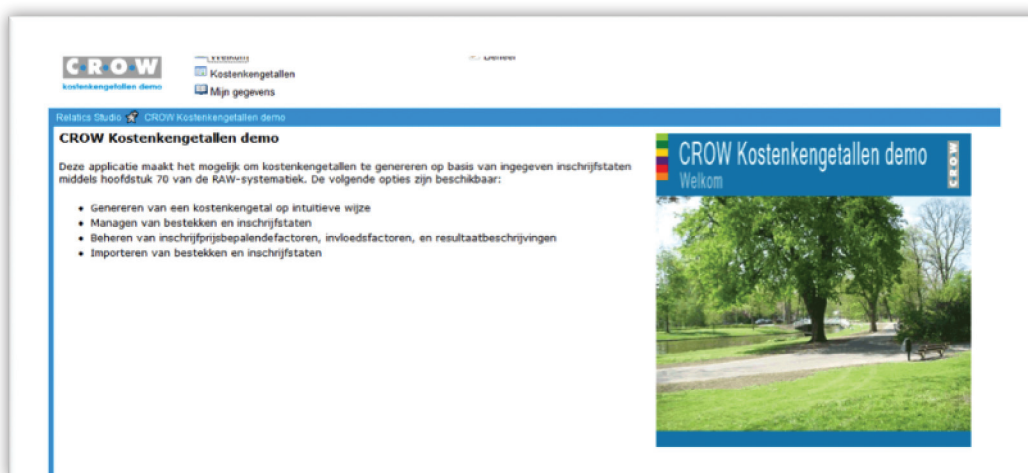 C·R·O·W
kostenkengetallen demo
Welkom
Kostenkengetallen
Mijn gegevens
Beheer
Relatics Studio CROW Kostenkengetallen demo
CROW Kostenkengetallen demo
Deze applicatie maakt het mogelijk om kostenkengetallen te genereren op basis van ingegeven inschrijfstaten
middels hoofdstuk 70 van de RAW-systematiek. De volgende opties zijn beschikbaar:
• Genereren van een kostenkengetal op intuitieve wijze
• Managen van bestekken en inschrijfstaten
• Beheren van inschrijfprijsbepalendefactoren, invloedsfactoren, en resultaatbeschrijvingen
• Importeren van bestekken en inschrijfstaten
CROW Kostenkengetallen demo
Welkom
CROW